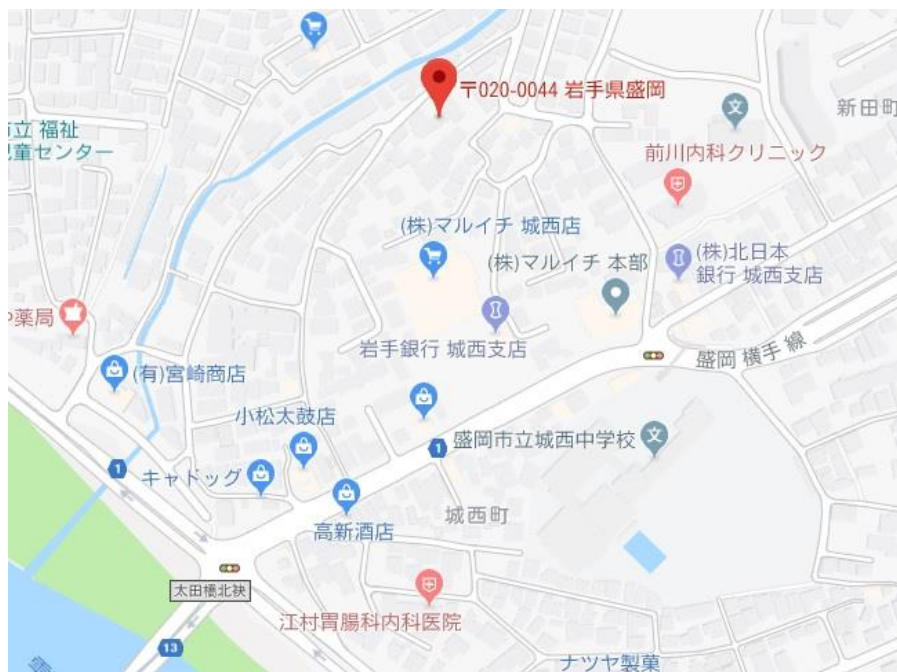 〒020-0044 岩手県盛岡
新田町
市立 福祉
児童センター
前川内科クリニック
(株)マルイチ 城西店
(株)マルイチ 本部
(株)北日本
銀行 城西支店
や薬局
岩手銀行 城西支店
盛岡 横手 線
(有)宮崎商店
小松太鼓店
1
盛岡市立城西中学校
1
キャドッグ
城西町
高新酒店
太田橋北袂
江村胃腸科内科医院
13
ナツヤ製菓